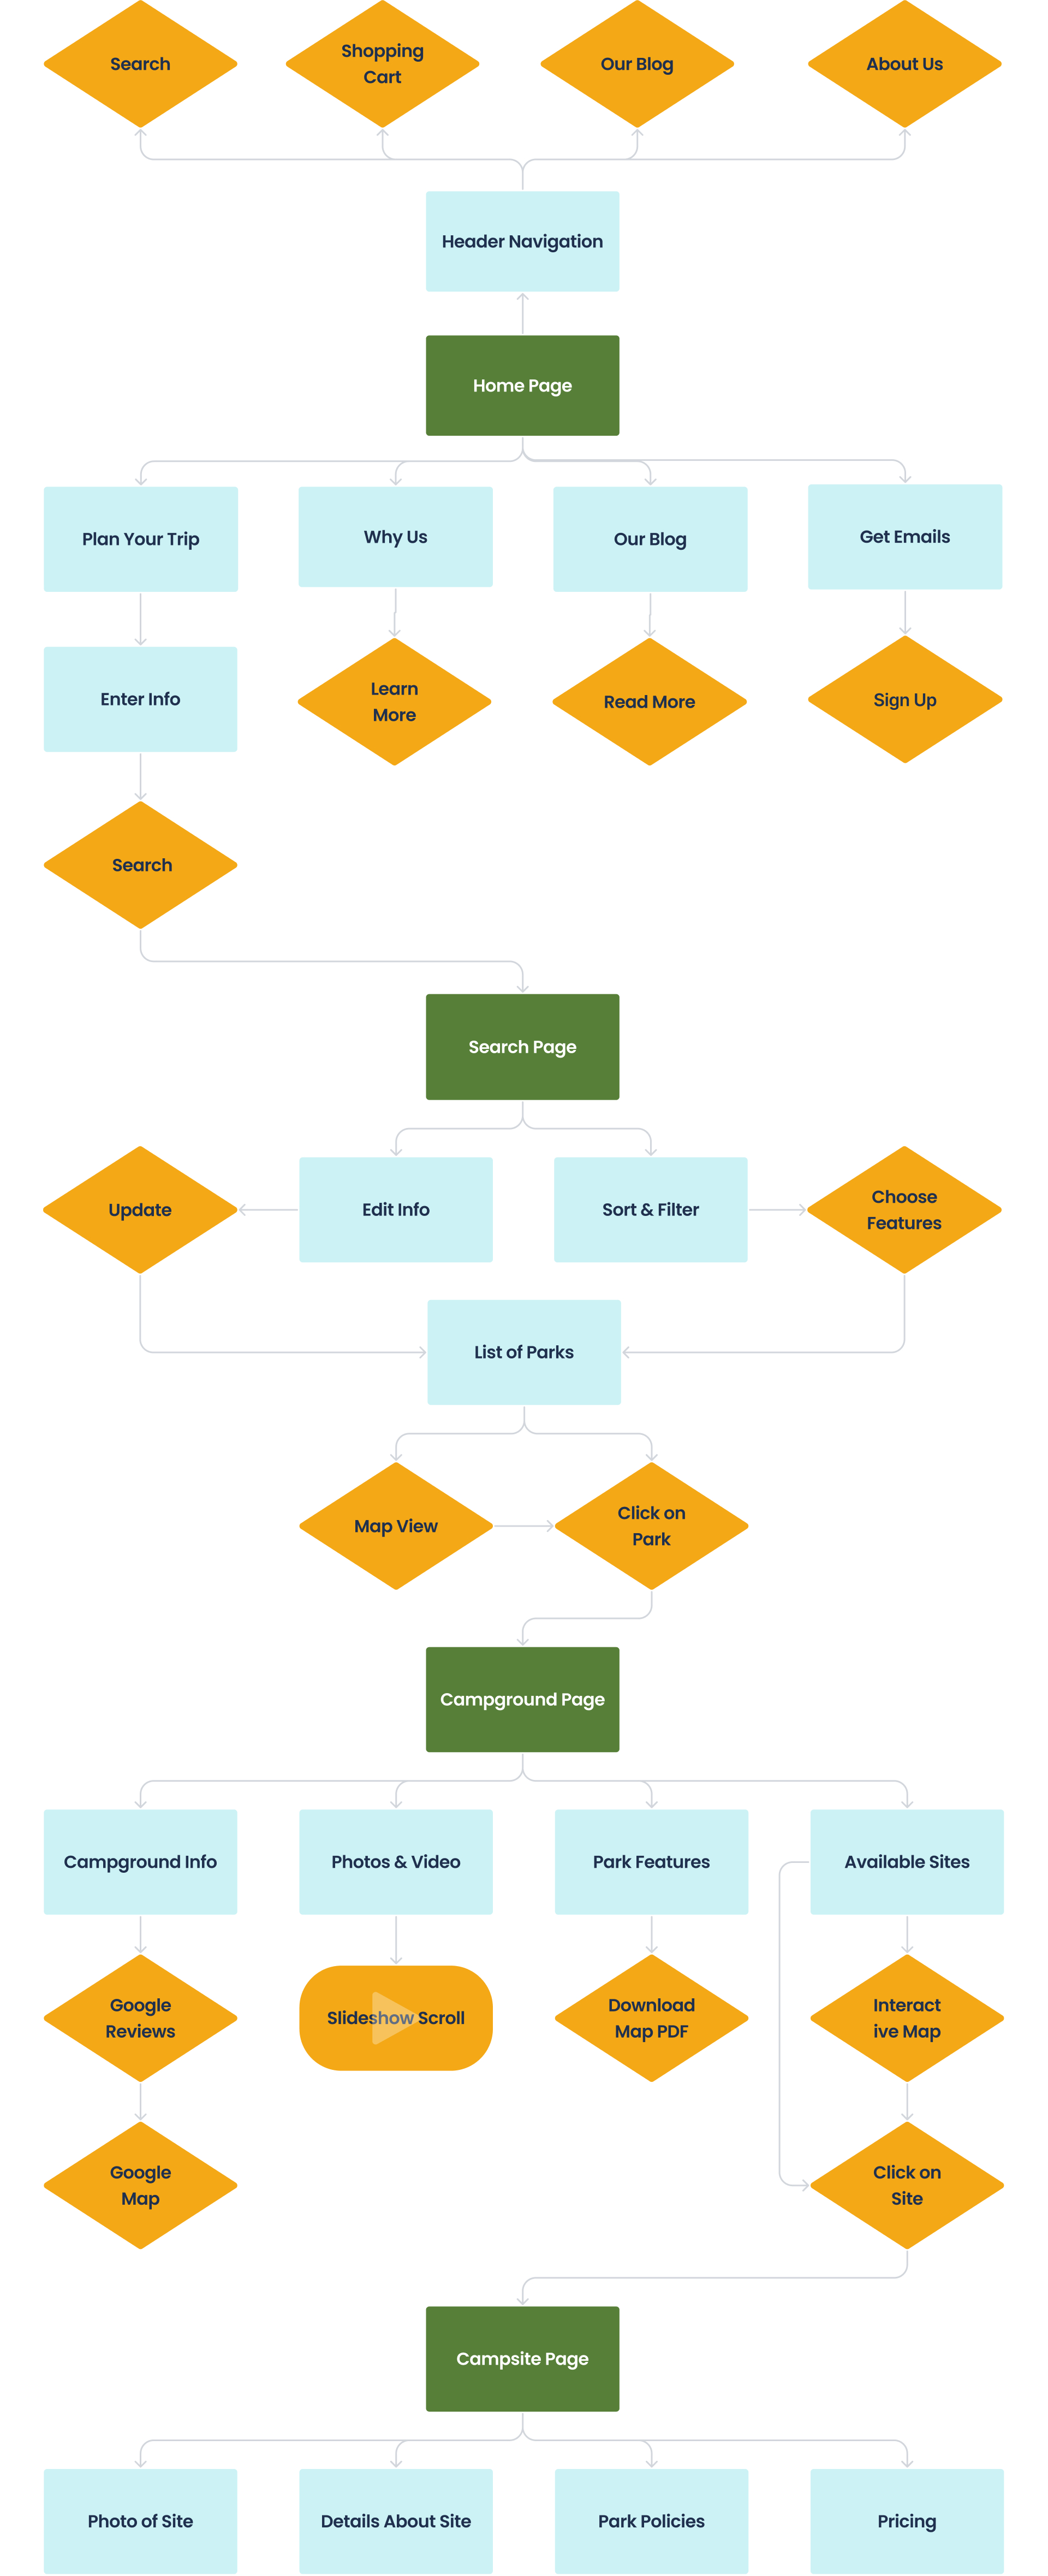 Search
Shopping
Cart
Our Blog
About Us
Header Navigation
Home Page
Plan Your Trip
Why Us
Our Blog
Get Emails
Enter Info
Learn
More
Read More
Sign Up
Search
Search Page
Update
Edit Info
Sort & Filter
Choose
Features
List of Parks
Map View
Click on
Park
Campground Page
Campground Info
Photos & Video
Park Features
Available Sites
Google
Reviews
Slideshow Scroll
Download
Map PDF
Interact
ive Map
Google
Map
Click on
Site
Campsite Page
Photo of Site
Details About Site
Park Policies
Pricing